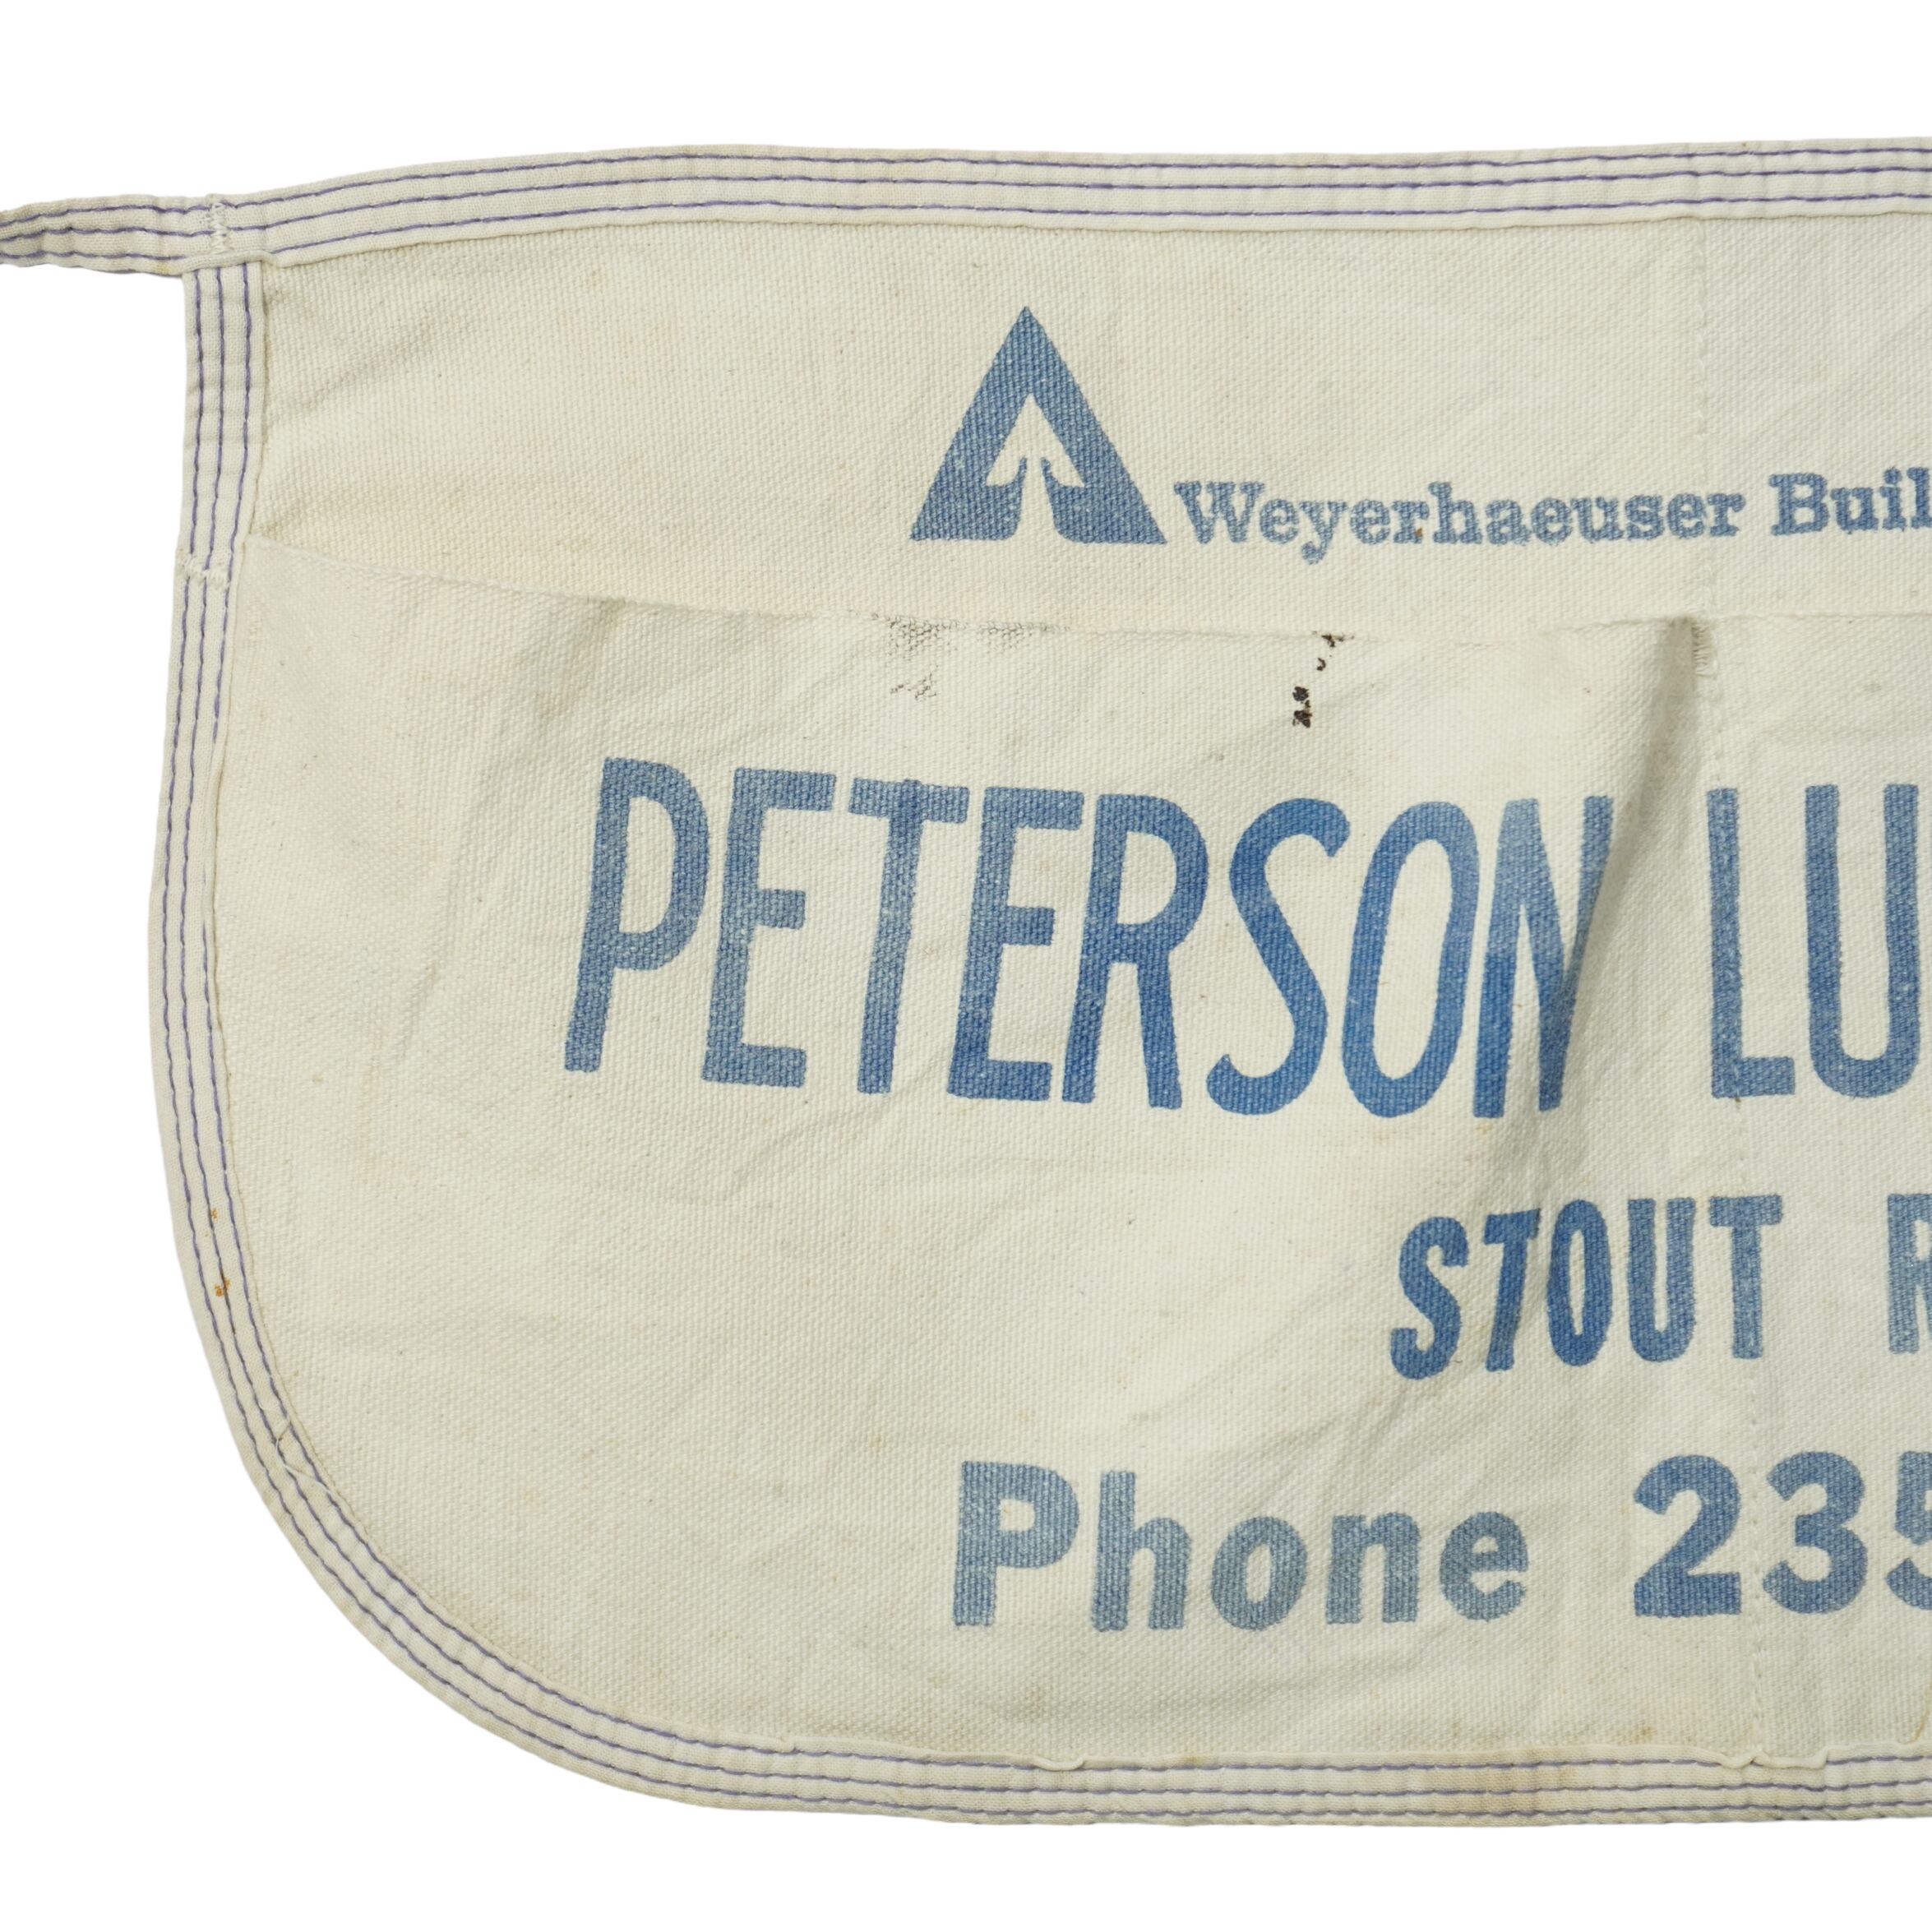 Weyerhaeuser Buil
PETERSON LU
STOUT R
Phone 235